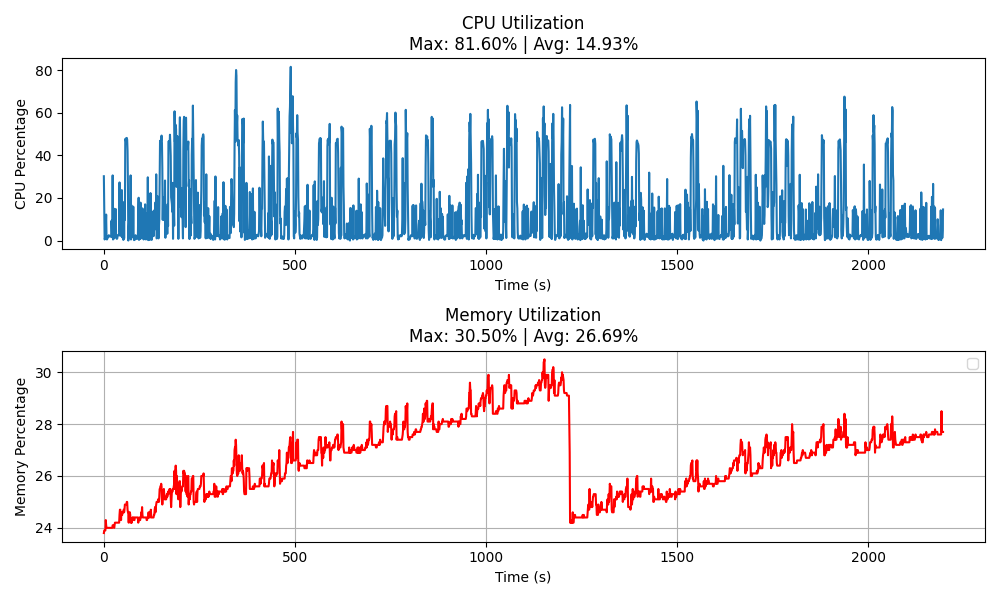 CPU Utilization
Max: 81.60% | Avg: 14.93%
CPU Percentage
80
60
40
20
0
0 500 1000 1500 2000
Time (s)
Memory Utilization
Max: 30.50% | Avg: 26.69%
Memory Percentage
30
28
26
24
0 500 1000 1500 2000
Time (s)